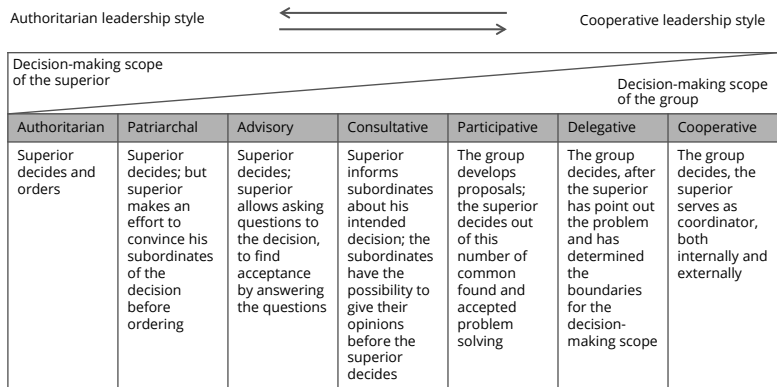 Authoritarian leadership style
Cooperative leadership style
Decision-making scope
of the superior
Decision-making scope
of the group
Authoritarian
Patriarchal
Advisory
Consultative
Participative
Delegative
Cooperative
Superior
decides and
orders
Superior
decides; but
superior
makes an
effort to
convince his
subordinates
of the
decision
before
ordering
Superior
decides;
superior
allows asking
questions to
the decision,
to find
acceptance
by answering
the questions
Superior
informs
subordinates
about his
intended
decision; the
subordinates
have the
possibility to
give their
opinions
before the
superior
decides
The group
develops
proposals;
the superior
decides out
of this
number of
common
found and
accepted
problem
solving
The group
decides, after
the superior
has point out
the problem
and has
determined
the
boundaries
for the
decision-
making scope
The group
decides, the
superior
serves as
coordinator,
both
internally and
externally